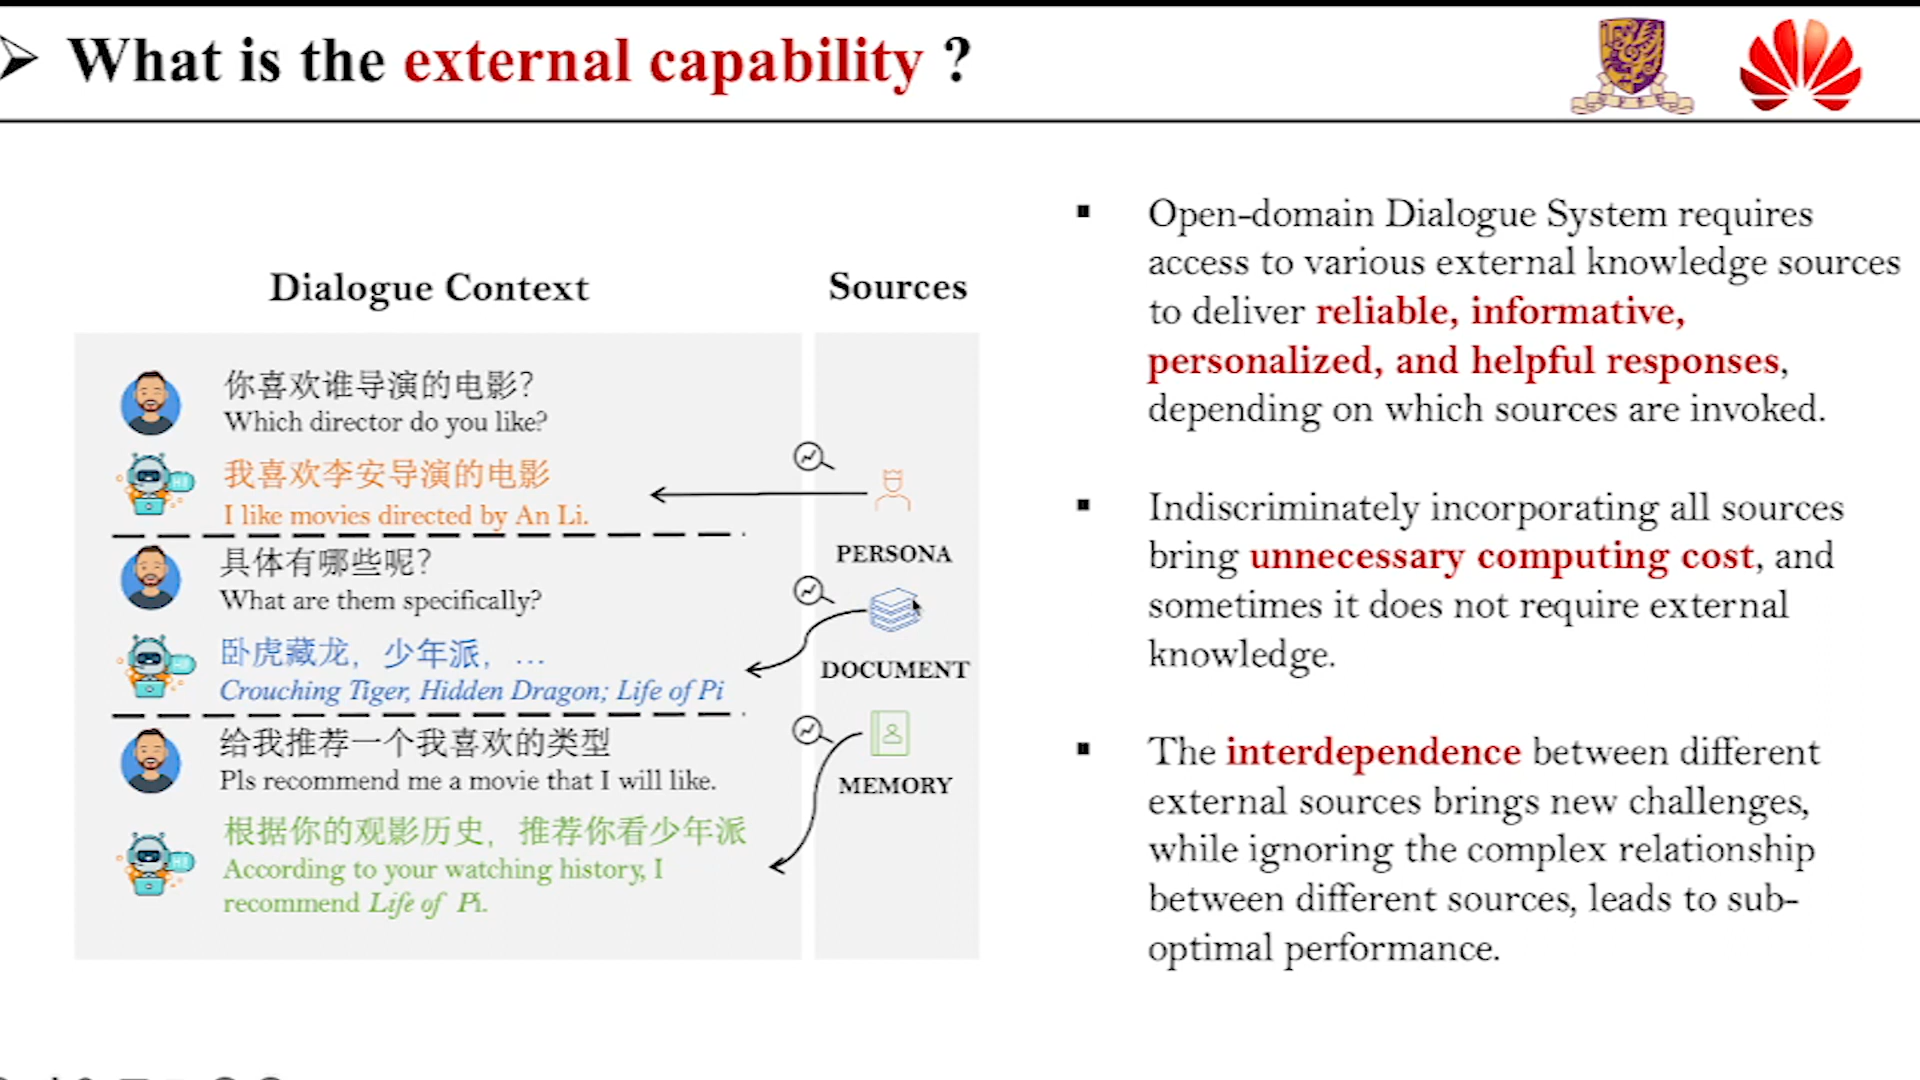 What is the external capability ?
Dialogue Context
Sources
你喜欢谁导演的电影？
Which director do you like?
我喜欢李安导演的电影
I like movies directed by An Li.
具体有哪些呢？
What are them specifically?
卧虎藏龙，少年派，…
Crouching Tiger, Hidden Dragon; Life of Pi
给我推荐一个我喜欢的类型
Pls recommend me a movie that I will like.
根据你的观影历史，推荐你看少年派
According to your watching history, I
recommend Life of Pi.
PERSONA
DOCUMENT
MEMORY
Open-domain Dialogue System requires
access to various external knowledge sources
to deliver reliable, informative,
personalized, and helpful responses,
depending on which sources are invoked.
Indiscriminately incorporating all sources
bring unnecessary computing cost, and
sometimes it does not require external
knowledge.
The interdependence between different
external sources brings new challenges,
while ignoring the complex relationship
between different sources, leads to sub-
optimal performance.